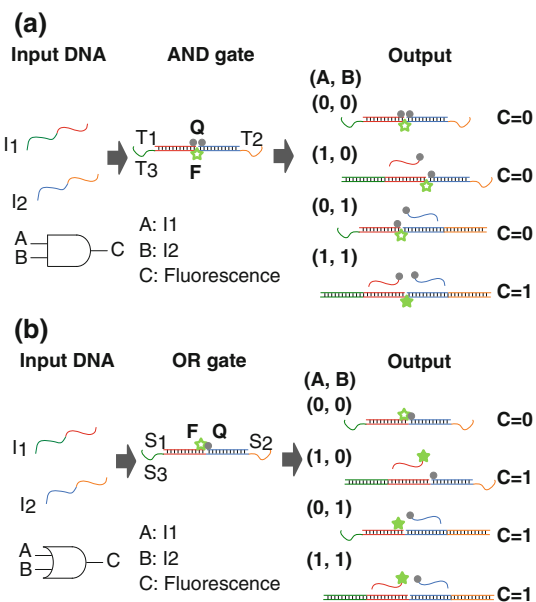 (a)
Input DNA AND gate Output
(A, B)
(0, 0)
C=0
I1
T1 Q T2
T3 F
(1, 0)
C=0
I2
(0, 1)
C=0
A
B
C
A: I1
B: I2
C: Fluorescence
(1, 1)
C=1
(b)
Input DNA OR gate Output
(A, B)
(0, 0)
C=0
I1
S1 F Q S2
S3
(1, 0)
C=1
I2
(0, 1)
C=1
A
B
C
A: I1
B: I2
C: Fluorescence
(1, 1)
C=1